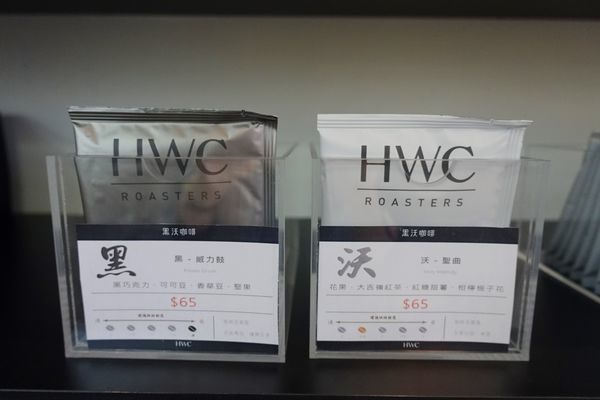 HWC
ROASTERS
黑沃咖啡
黑
黑 - 威力鼓
黑巧克力、可可豆、香草豆、堅果
$65
HWC
HWC
ROASTERS
黑沃咖啡
沃
沃 - 聖曲
花果、大吉嶺紅茶、紅糖甜薯、柑檸梔子花
$65
HWC